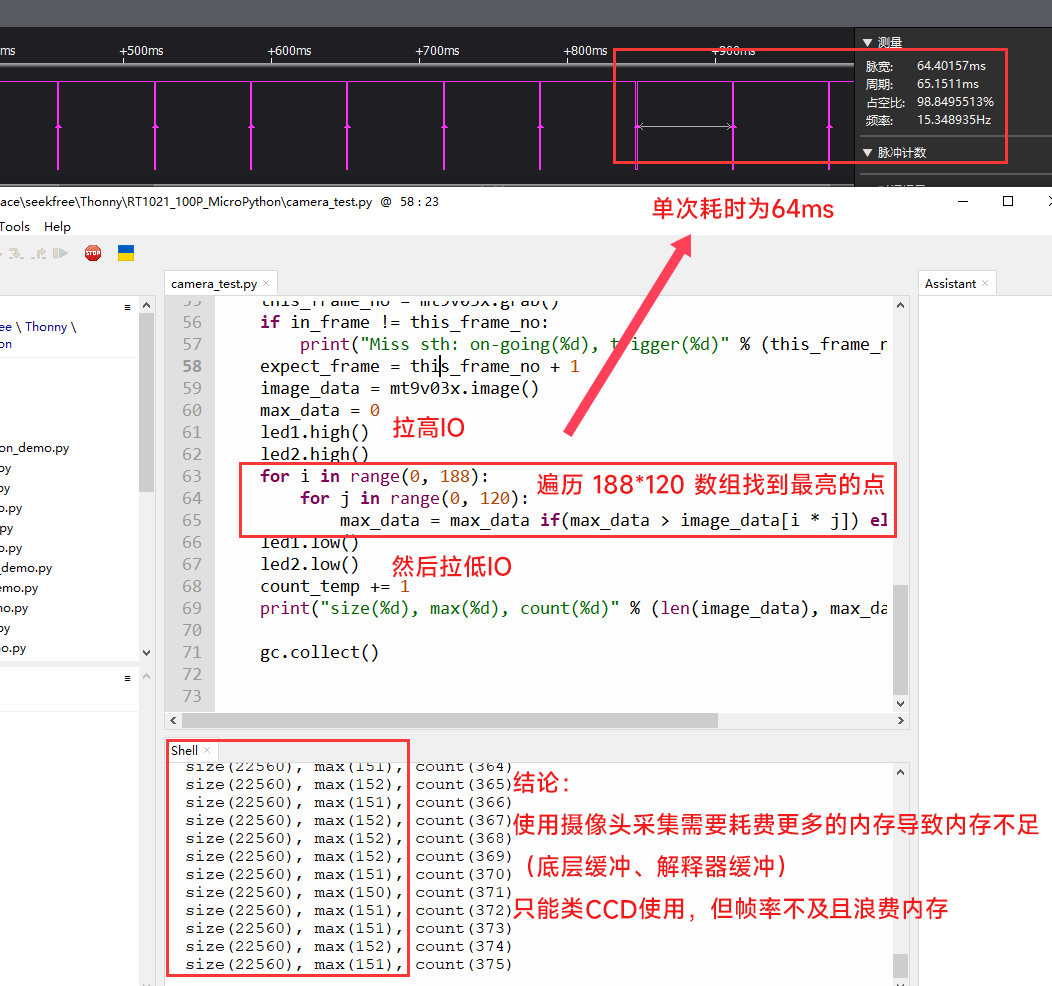 ms
+500ms
+600ms
+700ms
+800ms
+900ms
▼ 测量
脉宽: 64.40157ms
周期: 65.1511ms
占空比: 98.8495513%
频率: 15.348935Hz
▼ 脉冲计数
ace\seekfree\Thonny\RT1021_100P_MicroPython\camera_test.py @ 58 : 23
单次耗时为64ms
Tools Help
STOP
camera_test.py
Assistant
ee \ Thonny \
on
on_demo.py
py
py
o.py
py
o.py
_demo.py
emo.py
mo.py
py
o.py
55 this_frame_no = mt9v03x.grab()
56 if in_frame != this_frame_no:
57 print("Miss sth: on-going(%d), trigger(%d)" % (this_frame_n
58 expect_frame = this_frame_no + 1
59 image_data = mt9v03x.image()
60 max_data = 0
61 led1.high()
拉高IO
62 led2.high()
63 for i in range(0, 188):
遍历 188*120 数组找到最亮的点
64 for j in range(0, 120):
65 max_data = max_data if(max_data > image_data[i * j]) el
66 led1.low()
67 led2.low()
然后拉低IO
68 count_temp += 1
69 print("size(%d), max(%d), count(%d)" % (len(image_data), max_da
70
71 gc.collect()
72
73
Shell
size(22560), max(151), count(364)
size(22560), max(152), count(365)
size(22560), max(151), count(366)
size(22560), max(152), count(367)
size(22560), max(152), count(368)
size(22560), max(152), count(369)
size(22560), max(151), count(370)
size(22560), max(150), count(371)
size(22560), max(151), count(372)
size(22560), max(151), count(373)
size(22560), max(152), count(374)
size(22560), max(151), count(375)
结论：
使用摄像头采集需要耗费更多的内存导致内存不足
（底层缓冲、解释器缓冲）
只能类CCD使用，但帧率不及且浪费内存